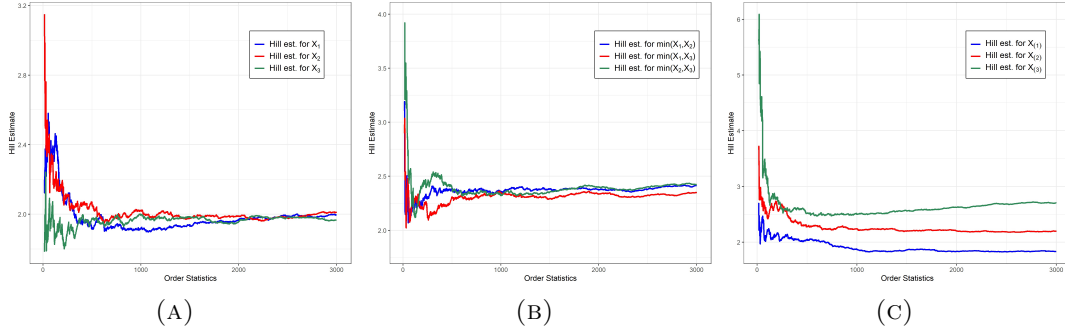 3.2
2.8
2.4
2.0
Hill Estimate
0
1000
2000
3000
Order Statistics
Hill est. for X₁
Hill est. for X₂
Hill est. for X₃
(A)
4.0
3.5
3.0
2.5
2.0
Hill Estimate
0
1000
2000
3000
Order Statistics
Hill est. for min(X₁,X₂)
Hill est. for min(X₁,X₃)
Hill est. for min(X₂,X₃)
(B)
6
5
4
3
2
Hill Estimate
0
1000
2000
3000
Order Statistics
Hill est. for X₍₁₎
Hill est. for X₍₂₎
Hill est. for X₍₃₎
(C)